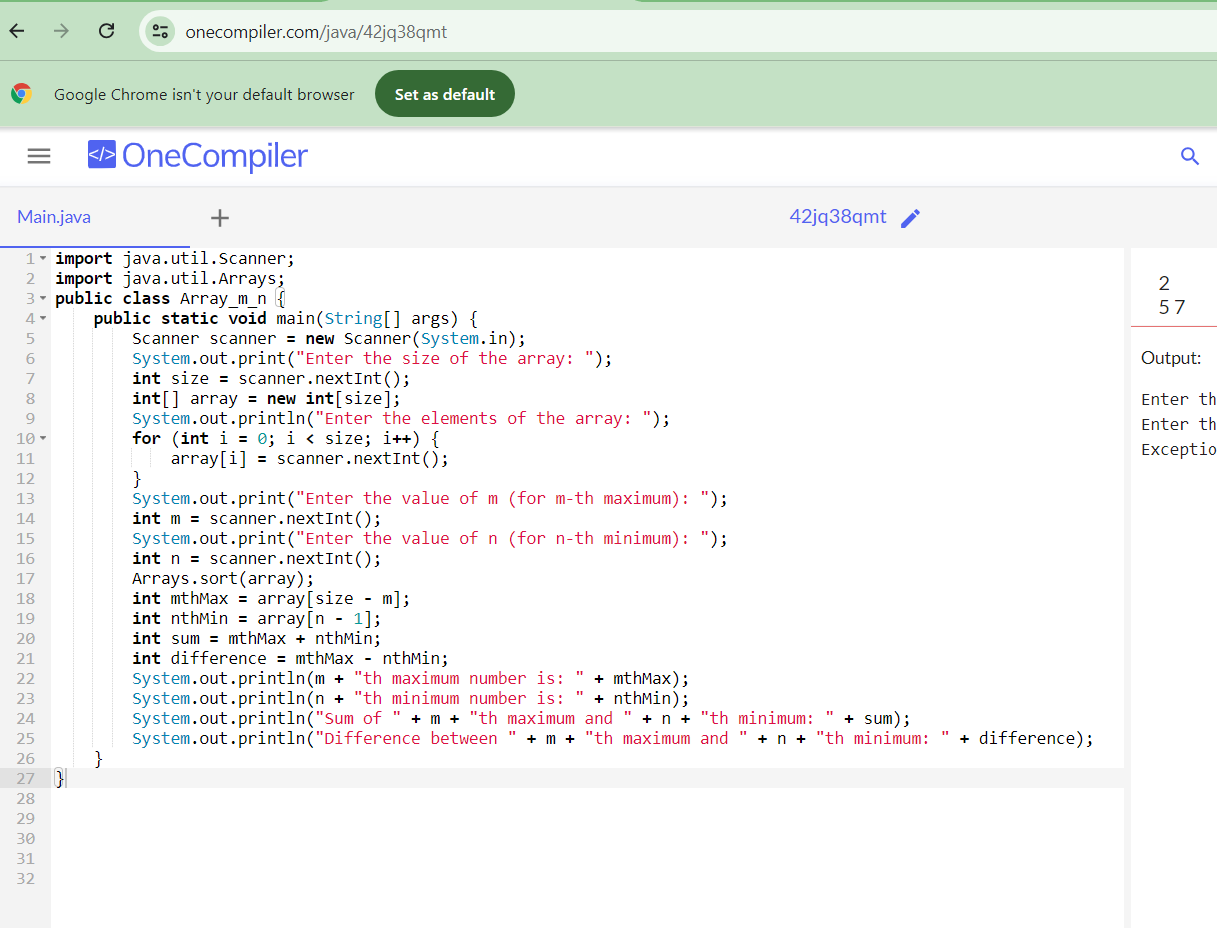 onecompiler.com/java/42jq38qmt
Google Chrome isn't your default browser
Set as default
</> OneCompiler
Main.java
42jq38qmt
1 import java.util.Scanner;
2 import java.util.Arrays;
3 public class Array_m_n {
4 public static void main(String[] args) {
5 Scanner scanner = new Scanner(System.in);
6 System.out.print("Enter the size of the array: ");
7 int size = scanner.nextInt();
8 int[] array = new int[size];
9 System.out.println("Enter the elements of the array: ");
10 for (int i = 0; i < size; i++) {
11 array[i] = scanner.nextInt();
12 }
13 System.out.print("Enter the value of m (for m-th maximum): ");
14 int m = scanner.nextInt();
15 System.out.print("Enter the value of n (for n-th minimum): ");
16 int n = scanner.nextInt();
17 Arrays.sort(array);
18 int mthMax = array[size - m];
19 int nthMin = array[n - 1];
20 int sum = mthMax + nthMin;
21 int difference = mthMax - nthMin;
22 System.out.println(m + "th maximum number is: " + mthMax);
23 System.out.println(n + "th minimum number is: " + nthMin);
24 System.out.println("Sum of " + m + "th maximum and " + n + "th minimum: " + sum);
25 System.out.println("Difference between " + m + "th maximum and " + n + "th minimum: " + difference);
26 }
27 }
28
29
30
31
32
2
5 7
Output:
Enter th
Enter th
Exceptio